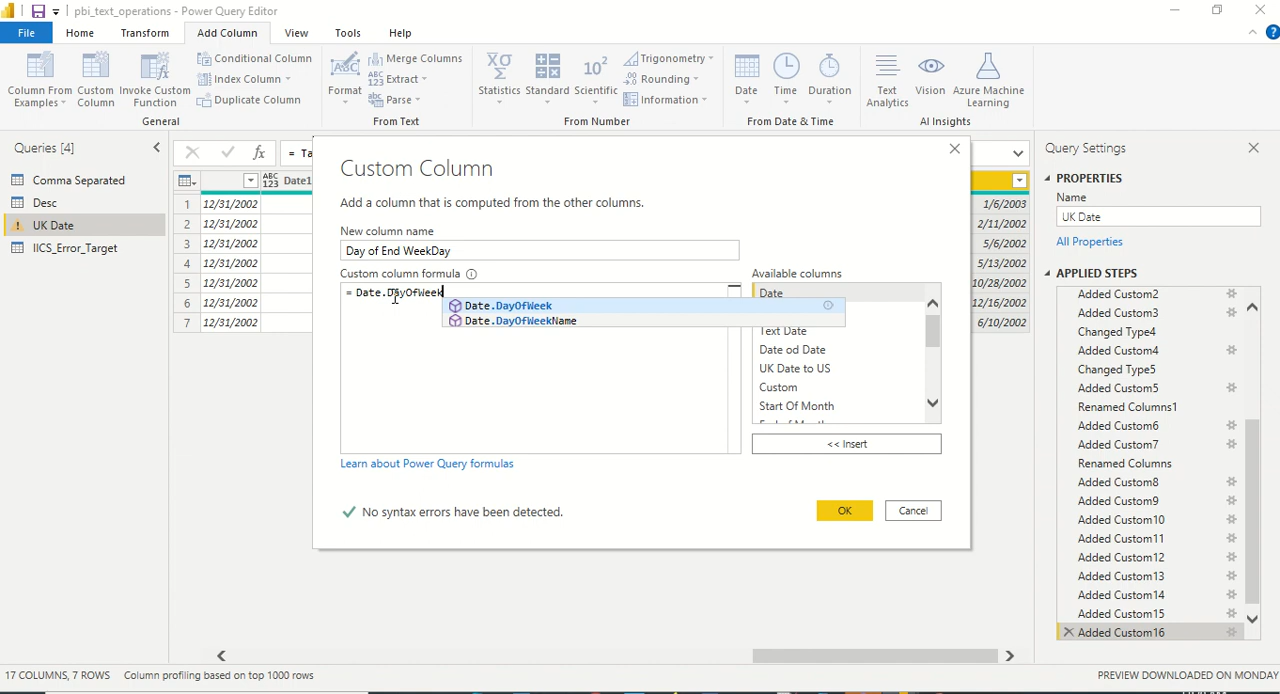 pbi_text_operations - Power Query Editor
File Home Transform Add Column View Tools Help
Column From Examples
Custom Column
Invoke Custom Function
Conditional Column
Index Column
Duplicate Column
General
Format
ABC
Merge Columns
Extract
Parse
From Text
Statistics
Standard
Scientific
Trigonometry
Rounding
Information
From Number
Date
Time
Duration
From Date & Time
Text Analytics
Vision
Azure Machine Learning
AI Insights
Queries [4]
Comma Separated
Desc
UK Date
IICS_Error_Target
= Ta
ABC 123 Date1
1 12/31/2002 1/6/2003
2 12/31/2002 2/11/2002
3 12/31/2002 5/6/2002
4 12/31/2002 5/13/2002
5 12/31/2002 10/28/2002
6 12/31/2002 12/16/2002
7 12/31/2002 6/10/2002
Custom Column
Add a column that is computed from the other columns.
New column name
Day of End WeekDay
Custom column formula
= Date.DayOfWeek
Date.DayOfWeek
Date.DayOfWeekName
Available columns
Date
Text Date
Date od Date
UK Date to US
Custom
Start Of Month
<< Insert
Learn about Power Query formulas
No syntax errors have been detected.
OK
Cancel
Query Settings
PROPERTIES
Name
UK Date
All Properties
APPLIED STEPS
Added Custom2
Added Custom3
Changed Type4
Added Custom4
Changed Type5
Added Custom5
Renamed Columns1
Added Custom6
Added Custom7
Renamed Columns
Added Custom8
Added Custom9
Added Custom10
Added Custom11
Added Custom12
Added Custom13
Added Custom14
Added Custom15
Added Custom16
17 COLUMNS, 7 ROWS Column profiling based on top 1000 rows
PREVIEW DOWNLOADED ON MONDAY